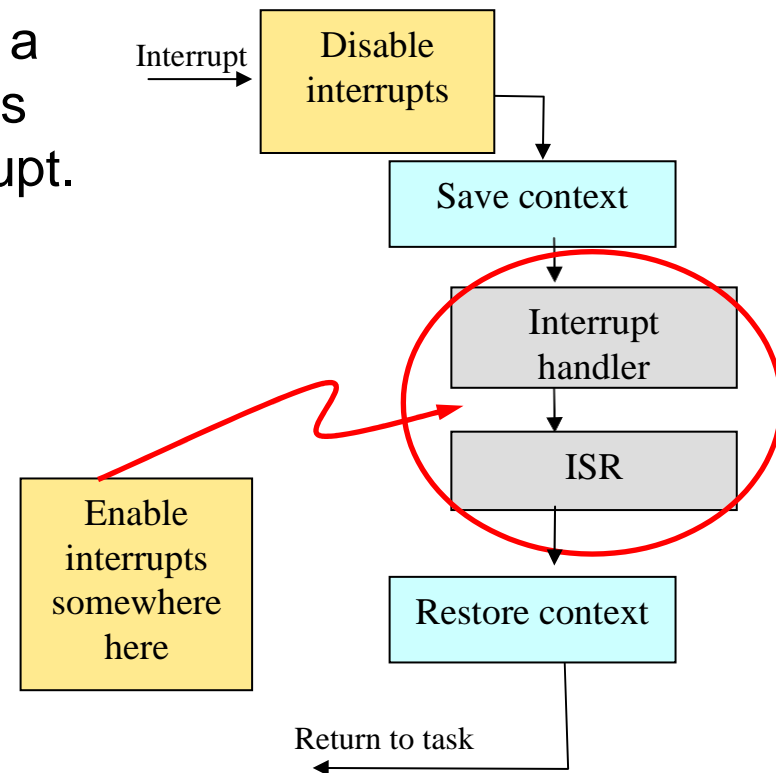 a
s
upt.
Interrupt
Disable
interrupts
Save context
Interrupt
handler
ISR
Enable
interrupts
somewhere
here
Restore context
Return to task